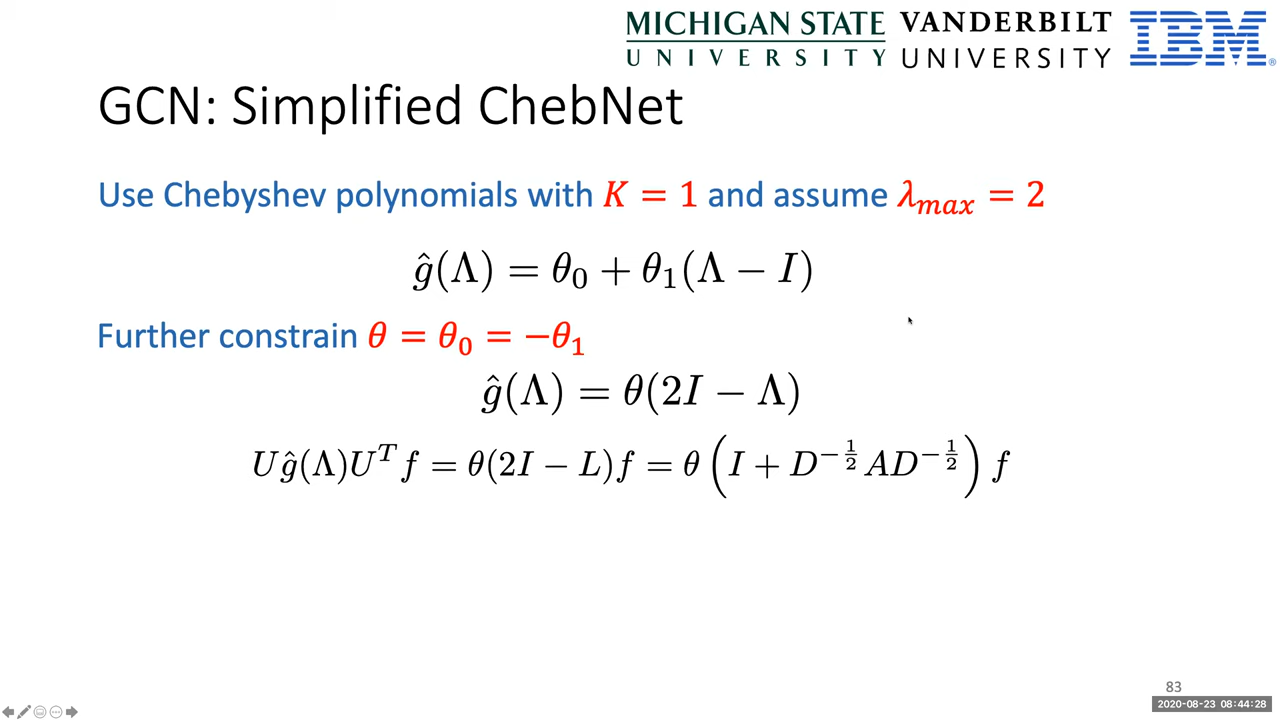 MICHIGAN STATE
UNIVERSITY
VANDERBILT
UNIVERSITY
IBM®
GCN: Simplified ChebNet
Use Chebyshev polynomials with K = 1 and assume λ_max = 2
ĝ(Λ) = θ₀ + θ₁(Λ − I)
Further constrain θ = θ₀ = −θ₁
ĝ(Λ) = θ(2I − Λ)
Uĝ(Λ)Uᵀf = θ(2I − L)f = θ(I + D^{−1/2}AD^{−1/2})f
83
2020-08-23 08:44:28